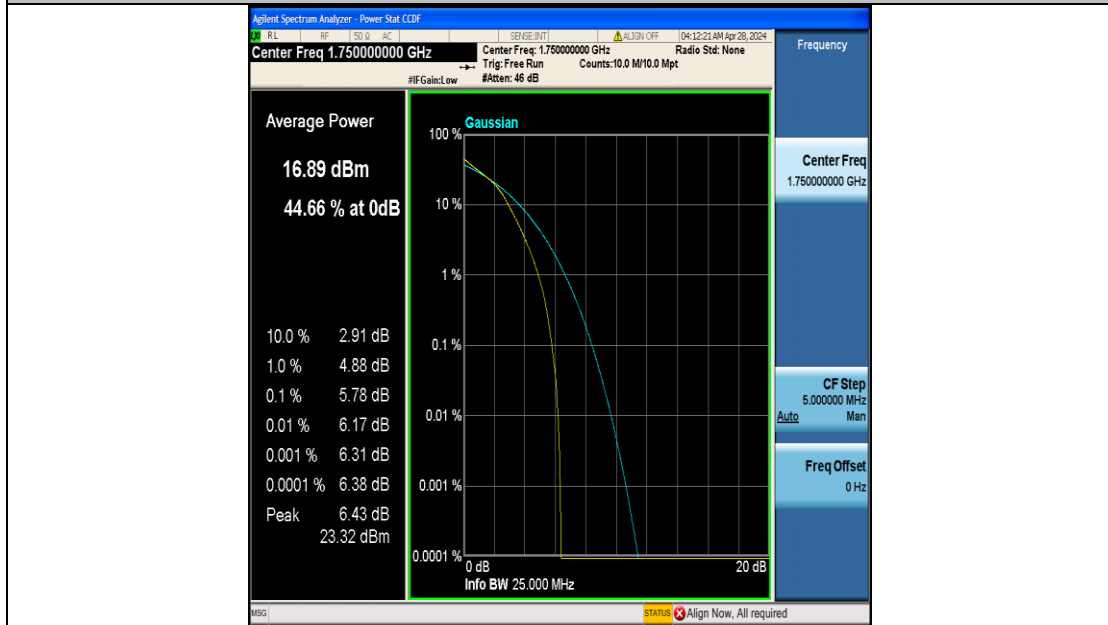 Agilent Spectrum Analyzer - Power Stat CCDF
RL RF 50 Ω AC SENSE:INT ALIGN OFF 04:12:21 AM Apr 28, 2024
Center Freq 1.750000000 GHz
Center Freq: 1.750000000 GHz Radio Std: None
Trig: Free Run Counts:10.0 M/10.0 Mpt
#IFGain:Low #Atten: 46 dB
Frequency
Average Power
16.89 dBm
44.66 % at 0dB
10.0 % 2.91 dB
1.0 % 4.88 dB
0.1 % 5.78 dB
0.01 % 6.17 dB
0.001 % 6.31 dB
0.0001 % 6.38 dB
Peak 6.43 dB
23.32 dBm
Gaussian
100 %
10 %
1 %
0.1 %
0.01 %
0.001 %
0.0001 %
0 dB 20 dB
Info BW 25.000 MHz
Center Freq
1.750000000 GHz
CF Step
5.000000 MHz
Auto Man
Freq Offset
0 Hz
MSG STATUS Align Now, All required